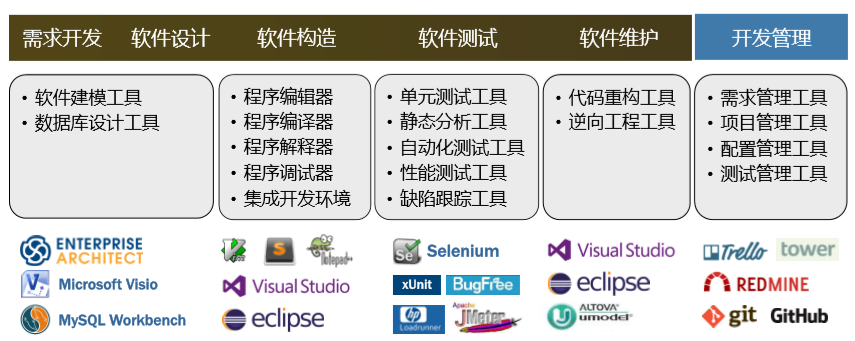 需求开发 软件设计 软件构造 软件测试 软件维护 开发管理
• 软件建模工具
• 数据库设计工具
• 程序编辑器
• 程序编译器
• 程序解释器
• 程序调试器
• 集成开发环境
• 单元测试工具
• 静态分析工具
• 自动化测试工具
• 性能测试工具
• 缺陷跟踪工具
• 代码重构工具
• 逆向工程工具
• 需求管理工具
• 项目管理工具
• 配置管理工具
• 测试管理工具
ENTERPRISE
ARCHITECT
Microsoft Visio
MySQL Workbench
Vim
S
Notepad++
Visual Studio
eclipse
Se Selenium
xUnit BugFree
hp
Loadrunner
Apache
JMeter
Visual Studio
eclipse
ALTOVA®
umodel®
Trello tower
REDMINE
git GitHub